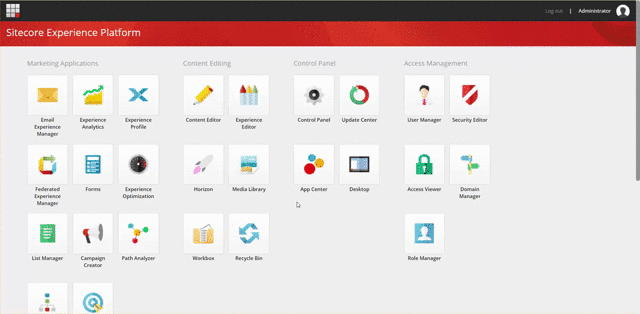 Log out | Administrator
Sitecore Experience Platform
Marketing Applications
Content Editing
Control Panel
Access Management
Email
Experience
Manager
Experience
Analytics
Experience
Profile
Content Editor
Experience
Editor
Control Panel
Update Center
User Manager
Security Editor
Federated
Experience
Manager
Forms
Experience
Optimization
Horizon
Media Library
App Center
Desktop
Access Viewer
Domain
Manager
List Manager
Campaign
Creator
Path Analyzer
Workbox
Recycle Bin
Role Manager